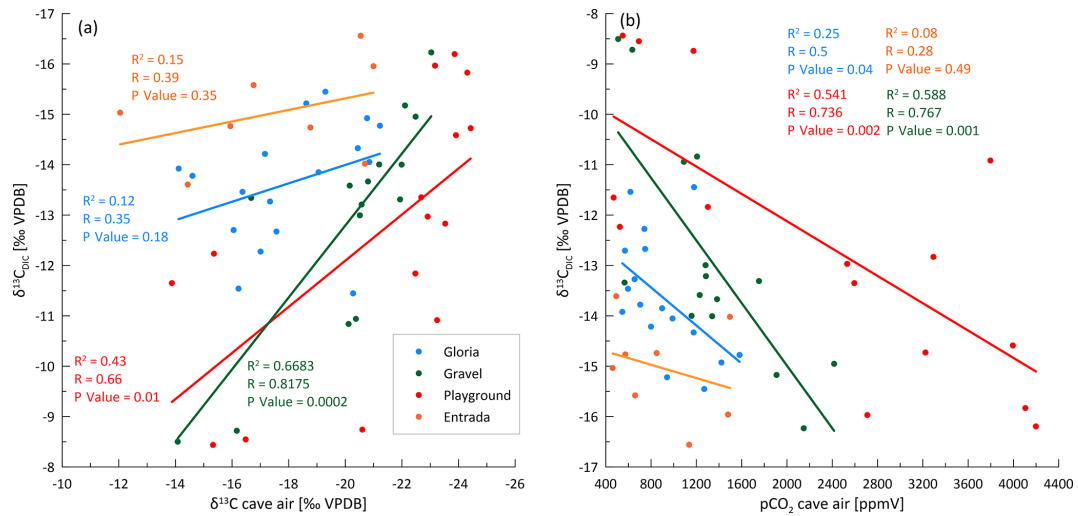 (a)
R² = 0.15
R = 0.39
P Value = 0.35
R² = 0.12
R = 0.35
P Value = 0.18
R² = 0.43
R = 0.66
P Value = 0.01
R² = 0.6683
R = 0.8175
P Value = 0.0002
Gloria
Gravel
Playground
Entrada
-17
-16
-15
-14
-13
-12
-11
-10
-9
-8
δ¹³C_DIC [‰ VPDB]
-10 -12 -14 -16 -18 -20 -22 -24 -26
δ¹³C cave air [‰ VPDB]
(b)
R² = 0.25
R = 0.5
P Value = 0.04
R² = 0.08
R = 0.28
P Value = 0.49
R² = 0.541
R = 0.736
P Value = 0.002
R² = 0.588
R = 0.767
P Value = 0.001
-8
-9
-10
-11
-12
-13
-14
-15
-16
-17
δ¹³C_DIC [‰ VPDB]
400 800 1200 1600 2000 2400 2800 3200 3600 4000 4400
pCO₂ cave air [ppmV]